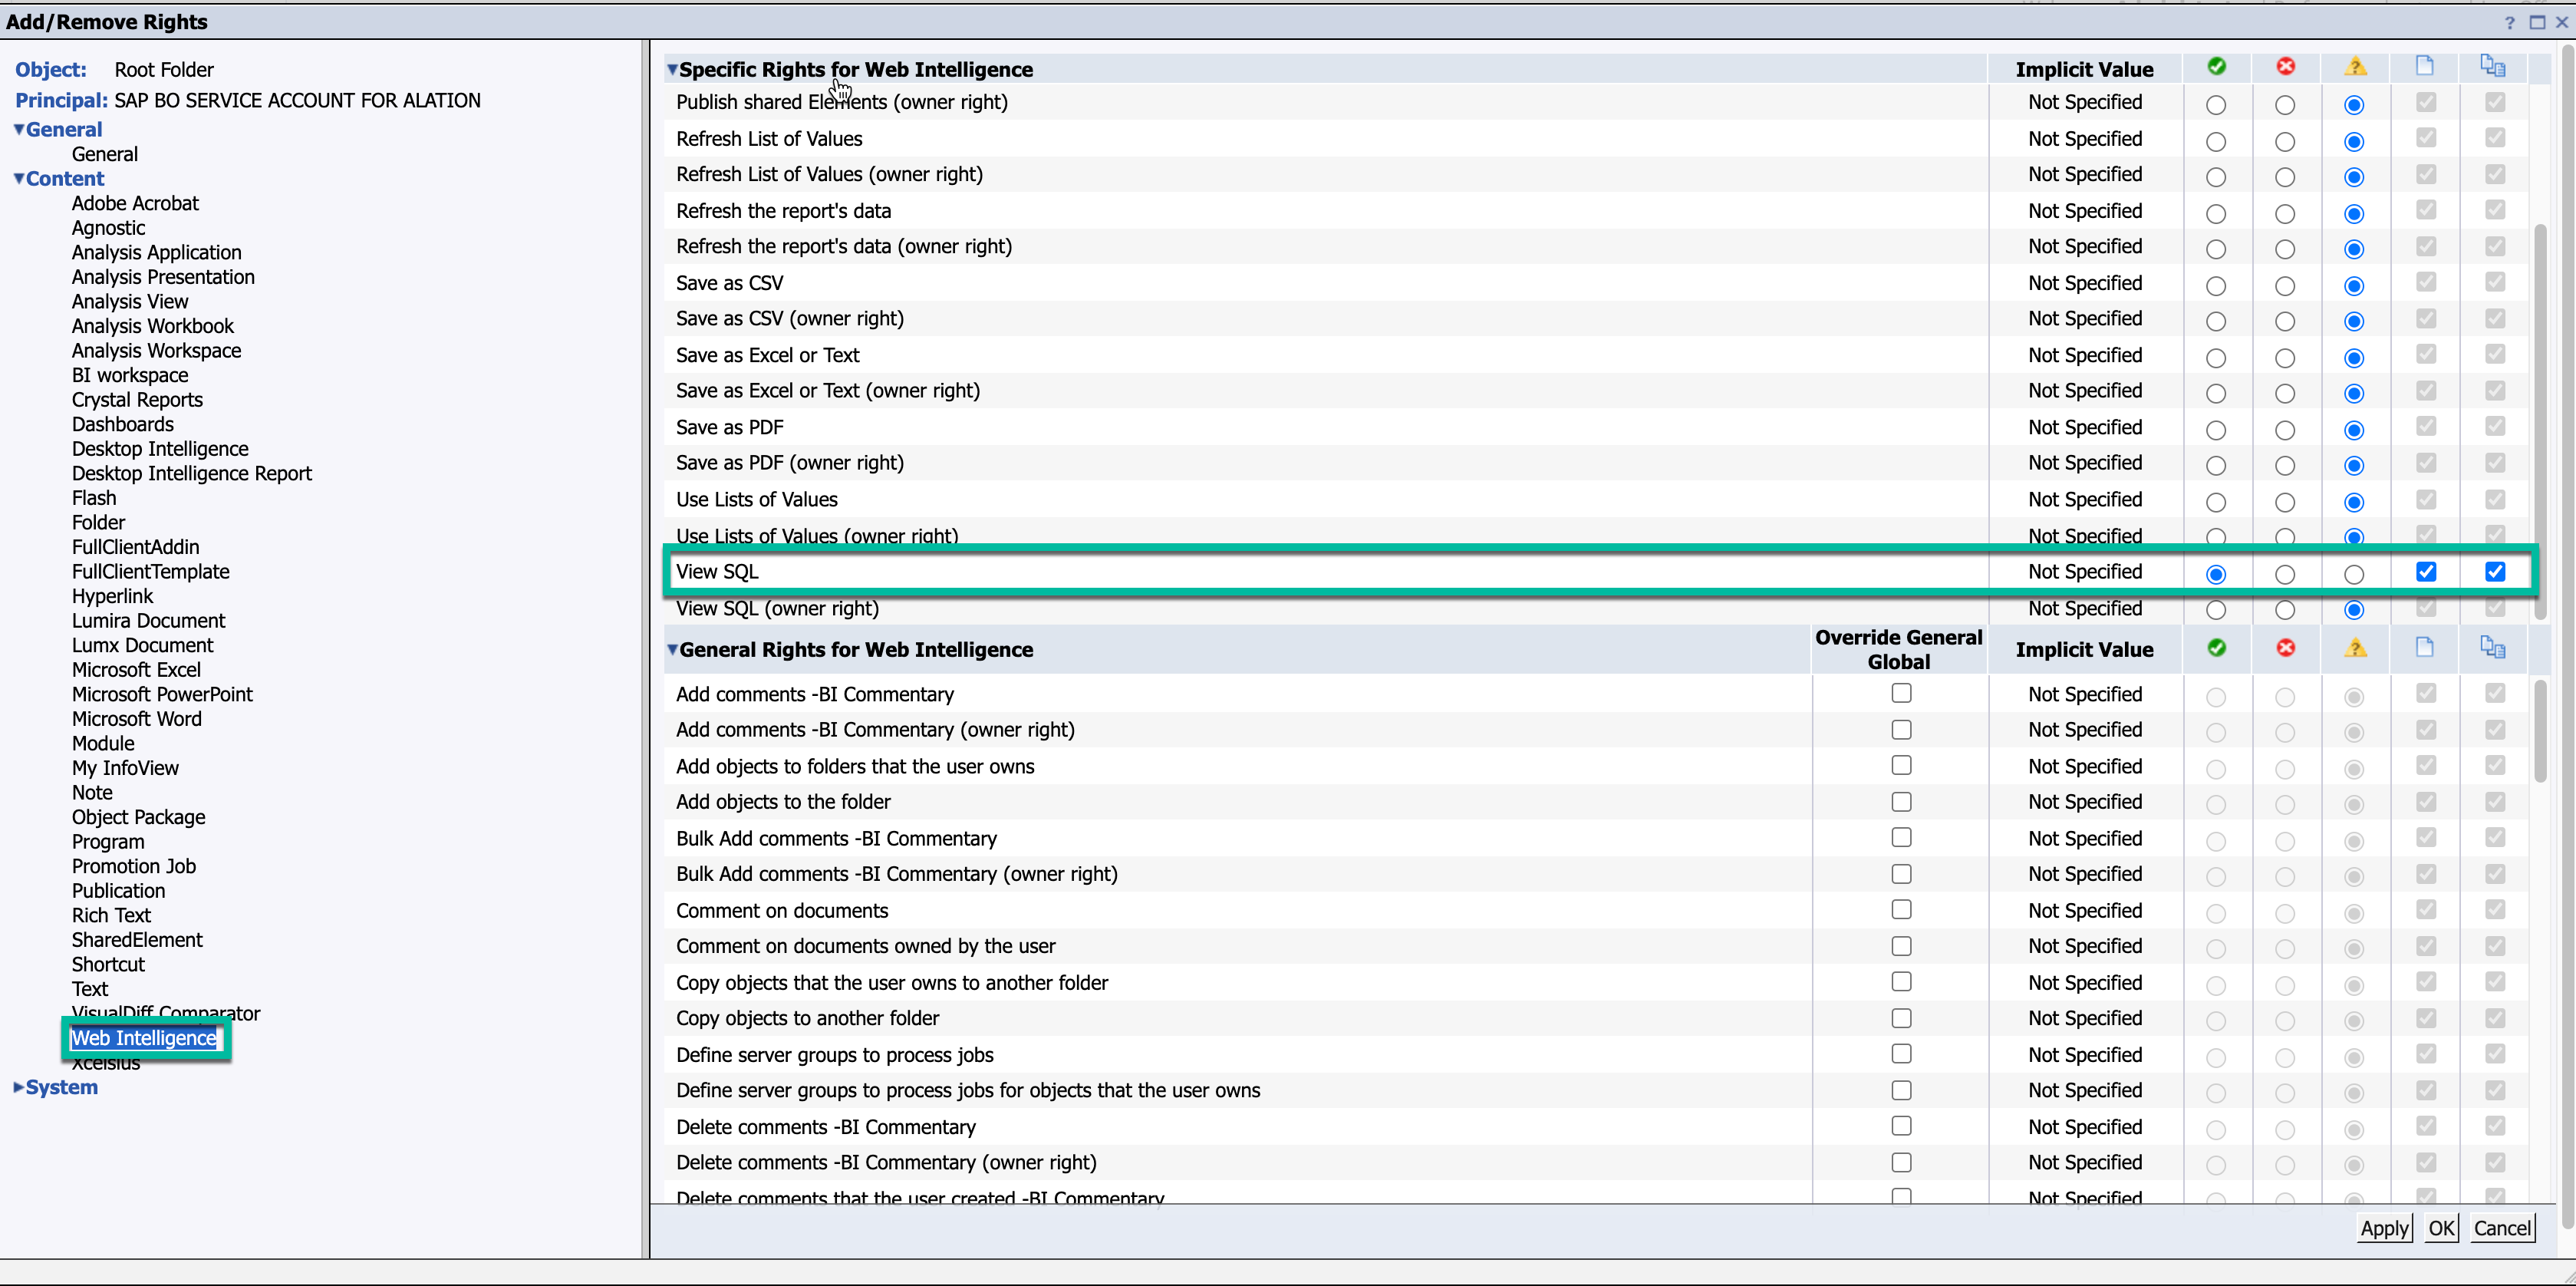 Add/Remove Rights
Object: Root Folder
Principal: SAP BO SERVICE ACCOUNT FOR ALATION
General
General
Content
Adobe Acrobat
Agnostic
Analysis Application
Analysis Presentation
Analysis View
Analysis Workbook
Analysis Workspace
BI workspace
Crystal Reports
Dashboards
Desktop Intelligence
Desktop Intelligence Report
Flash
Folder
FullClientAddin
FullClientTemplate
Hyperlink
Lumira Document
Lumx Document
Microsoft Excel
Microsoft PowerPoint
Microsoft Word
Module
My InfoView
Note
Object Package
Program
Promotion Job
Publication
Rich Text
SharedElement
Shortcut
Text
VisualDiff Comparator
Web Intelligence
Xcelsius
System
Specific Rights for Web Intelligence Implicit Value
Publish shared Elements (owner right) Not Specified
Refresh List of Values Not Specified
Refresh List of Values (owner right) Not Specified
Refresh the report's data Not Specified
Refresh the report's data (owner right) Not Specified
Save as CSV Not Specified
Save as CSV (owner right) Not Specified
Save as Excel or Text Not Specified
Save as Excel or Text (owner right) Not Specified
Save as PDF Not Specified
Save as PDF (owner right) Not Specified
Use Lists of Values Not Specified
Use Lists of Values (owner right) Not Specified
View SQL Not Specified
View SQL (owner right) Not Specified
General Rights for Web Intelligence Override General Global Implicit Value
Add comments -BI Commentary Not Specified
Add comments -BI Commentary (owner right) Not Specified
Add objects to folders that the user owns Not Specified
Add objects to the folder Not Specified
Bulk Add comments -BI Commentary Not Specified
Bulk Add comments -BI Commentary (owner right) Not Specified
Comment on documents Not Specified
Comment on documents owned by the user Not Specified
Copy objects that the user owns to another folder Not Specified
Copy objects to another folder Not Specified
Define server groups to process jobs Not Specified
Define server groups to process jobs for objects that the user owns Not Specified
Delete comments -BI Commentary Not Specified
Delete comments -BI Commentary (owner right) Not Specified
Delete comments that the user created -BI Commentary Not Specified
Apply OK Cancel